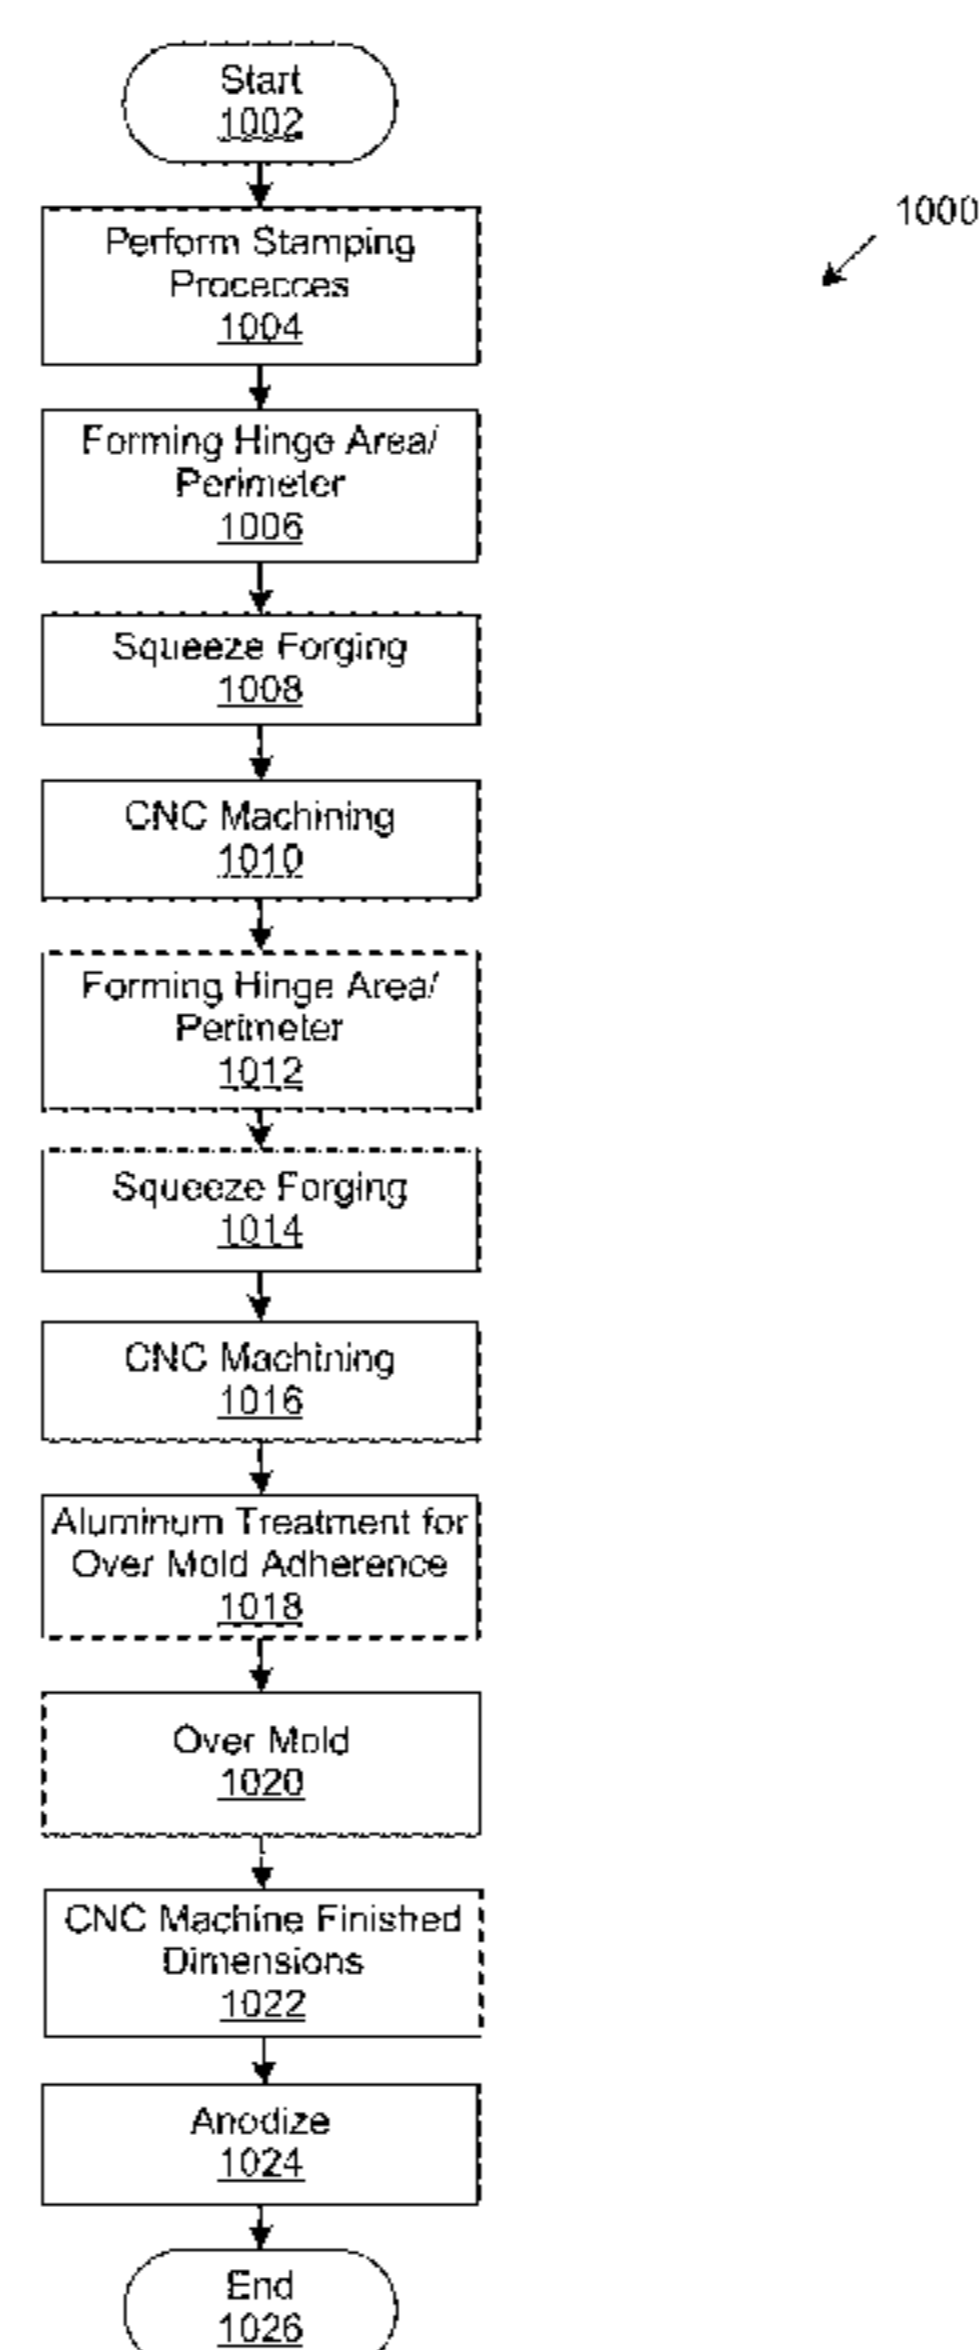 Start
1002
1000
Perform Stamping
Processes
1004
Forming Hinge Area/
Perimeter
1006
Squeeze Forging
1008
CNC Machining
1010
Forming Hinge Area/
Perimeter
1012
Squeeze Forging
1014
CNC Machining
1016
Aluminum Treatment for
Over Mold Adherence
1018
Over Mold
1020
CNC Machine Finished
Dimensions
1022
Anodize
1024
End
1026